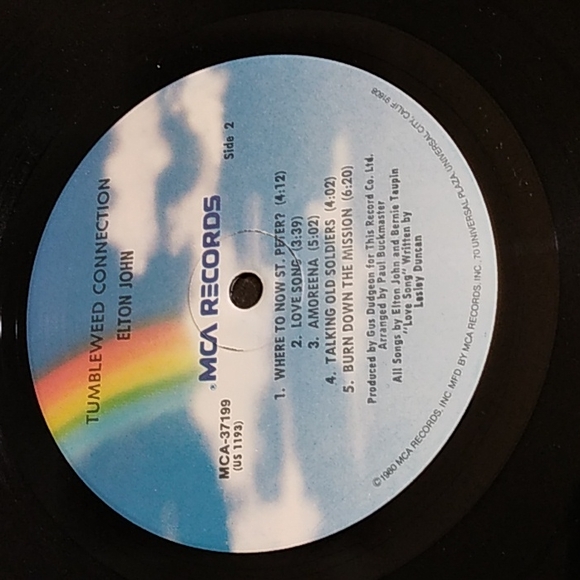 TUMBLEWEED CONNECTION
ELTON JOHN
MCA RECORDS
MCA-37199
(US 1193)
Side 2
1. WHERE TO NOW ST. PETER? (4:12)
2. LOVE SONG (3:39)
3. AMOREENA (5:02)
4. TALKING OLD SOLDIERS (4:02)
5. BURN DOWN THE MISSION (6:20)
Produced by Gus Dudgeon for This Record Co. Ltd.
Arranged by Paul Buckmaster
All Songs by Elton John and Bernie Taupin
"Love Song" Written by
Lesley Duncan
©1980 MCA RECORDS, INC. MFD. BY MCA RECORDS, INC., 70 UNIVERSAL PLAZA, UNIVERSAL CITY, CALIF. 91608